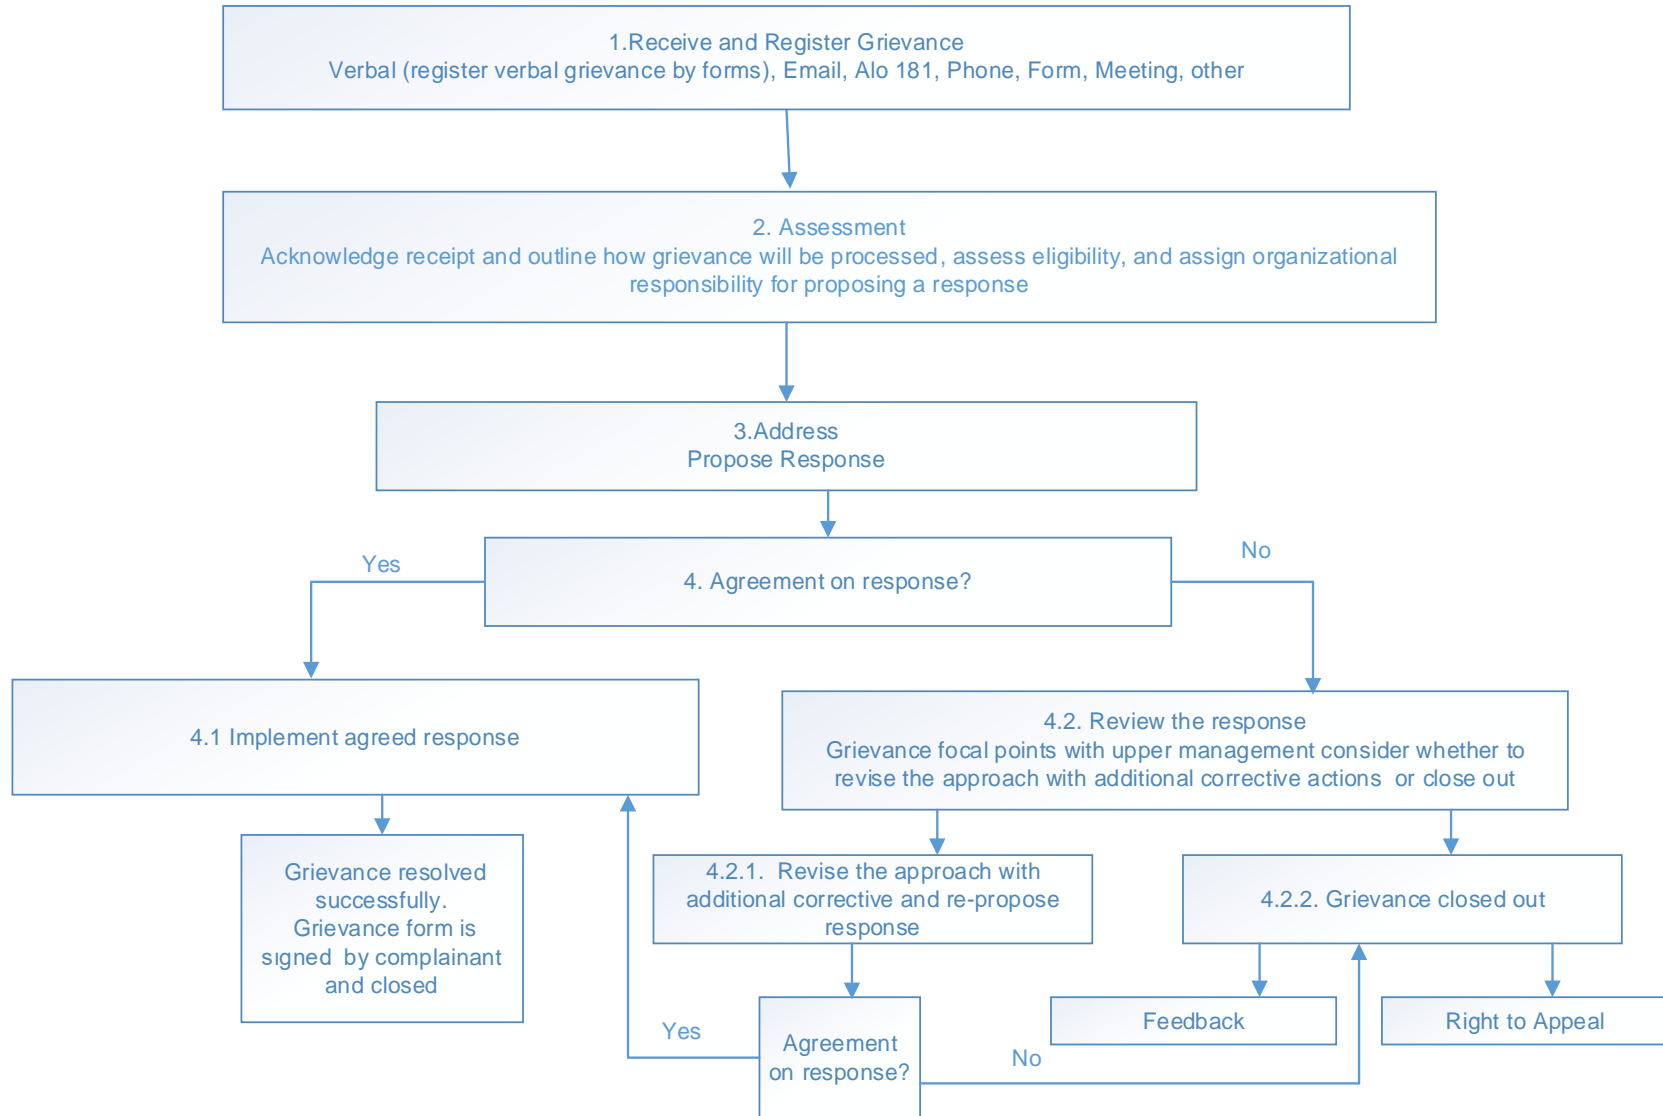 1.Receive and Register Grievance
Verbal (register verbal grievance by forms), Email, Alo 181, Phone, Form, Meeting, other
2. Assessment
Acknowledge receipt and outline how grievance will be processed, assess eligibility, and assign organizational
responsibility for proposing a response
3.Address
Propose Response
4. Agreement on response?
Yes
No
4.1 Implement agreed response
4.2. Review the response
Grievance focal points with upper management consider whether to
revise the approach with additional corrective actions or close out
Grievance resolved
successfully.
Grievance form is
signed by complainant
and closed
4.2.1. Revise the approach with
additional corrective and re-propose
response
4.2.2. Grievance closed out
Agreement
on response?
Yes
No
Feedback
Right to Appeal